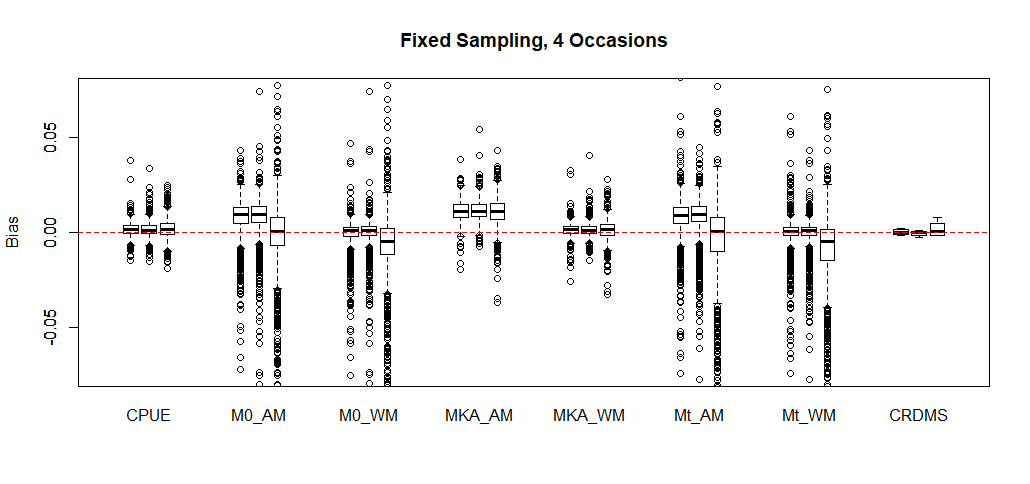 Fixed Sampling, 4 Occasions
Bias
0.05
0.00
-0.05
CPUE M0_AM M0_WM MKA_AM MKA_WM Mt_AM Mt_WM CRDMS